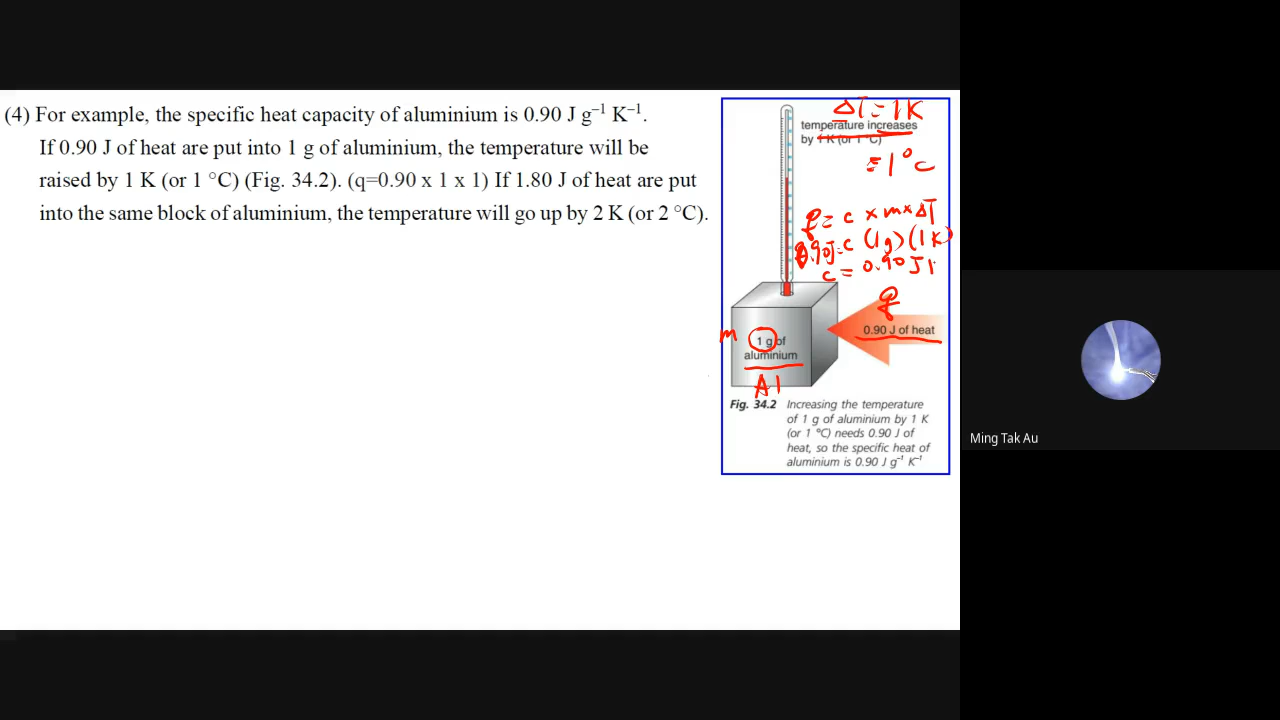 (4) For example, the specific heat capacity of aluminium is 0.90 J g⁻¹ K⁻¹.
If 0.90 J of heat are put into 1 g of aluminium, the temperature will be
raised by 1 K (or 1 °C) (Fig. 34.2). (q=0.90 x 1 x 1) If 1.80 J of heat are put
into the same block of aluminium, the temperature will go up by 2 K (or 2 °C).
ΔT = 1K
temperature increases
by 1 K (or 1 °C)
= 1°C
q = c × m × ΔT
0.90J = c (1g) (1K)
c = 0.90 J
q
0.90 J of heat
m
1 g of
aluminium
Al
Fig. 34.2 Increasing the temperature
of 1 g of aluminium by 1 K
(or 1 °C) needs 0.90 J of
heat, so the specific heat of
aluminium is 0.90 J g⁻¹ K⁻¹
Ming Tak Au